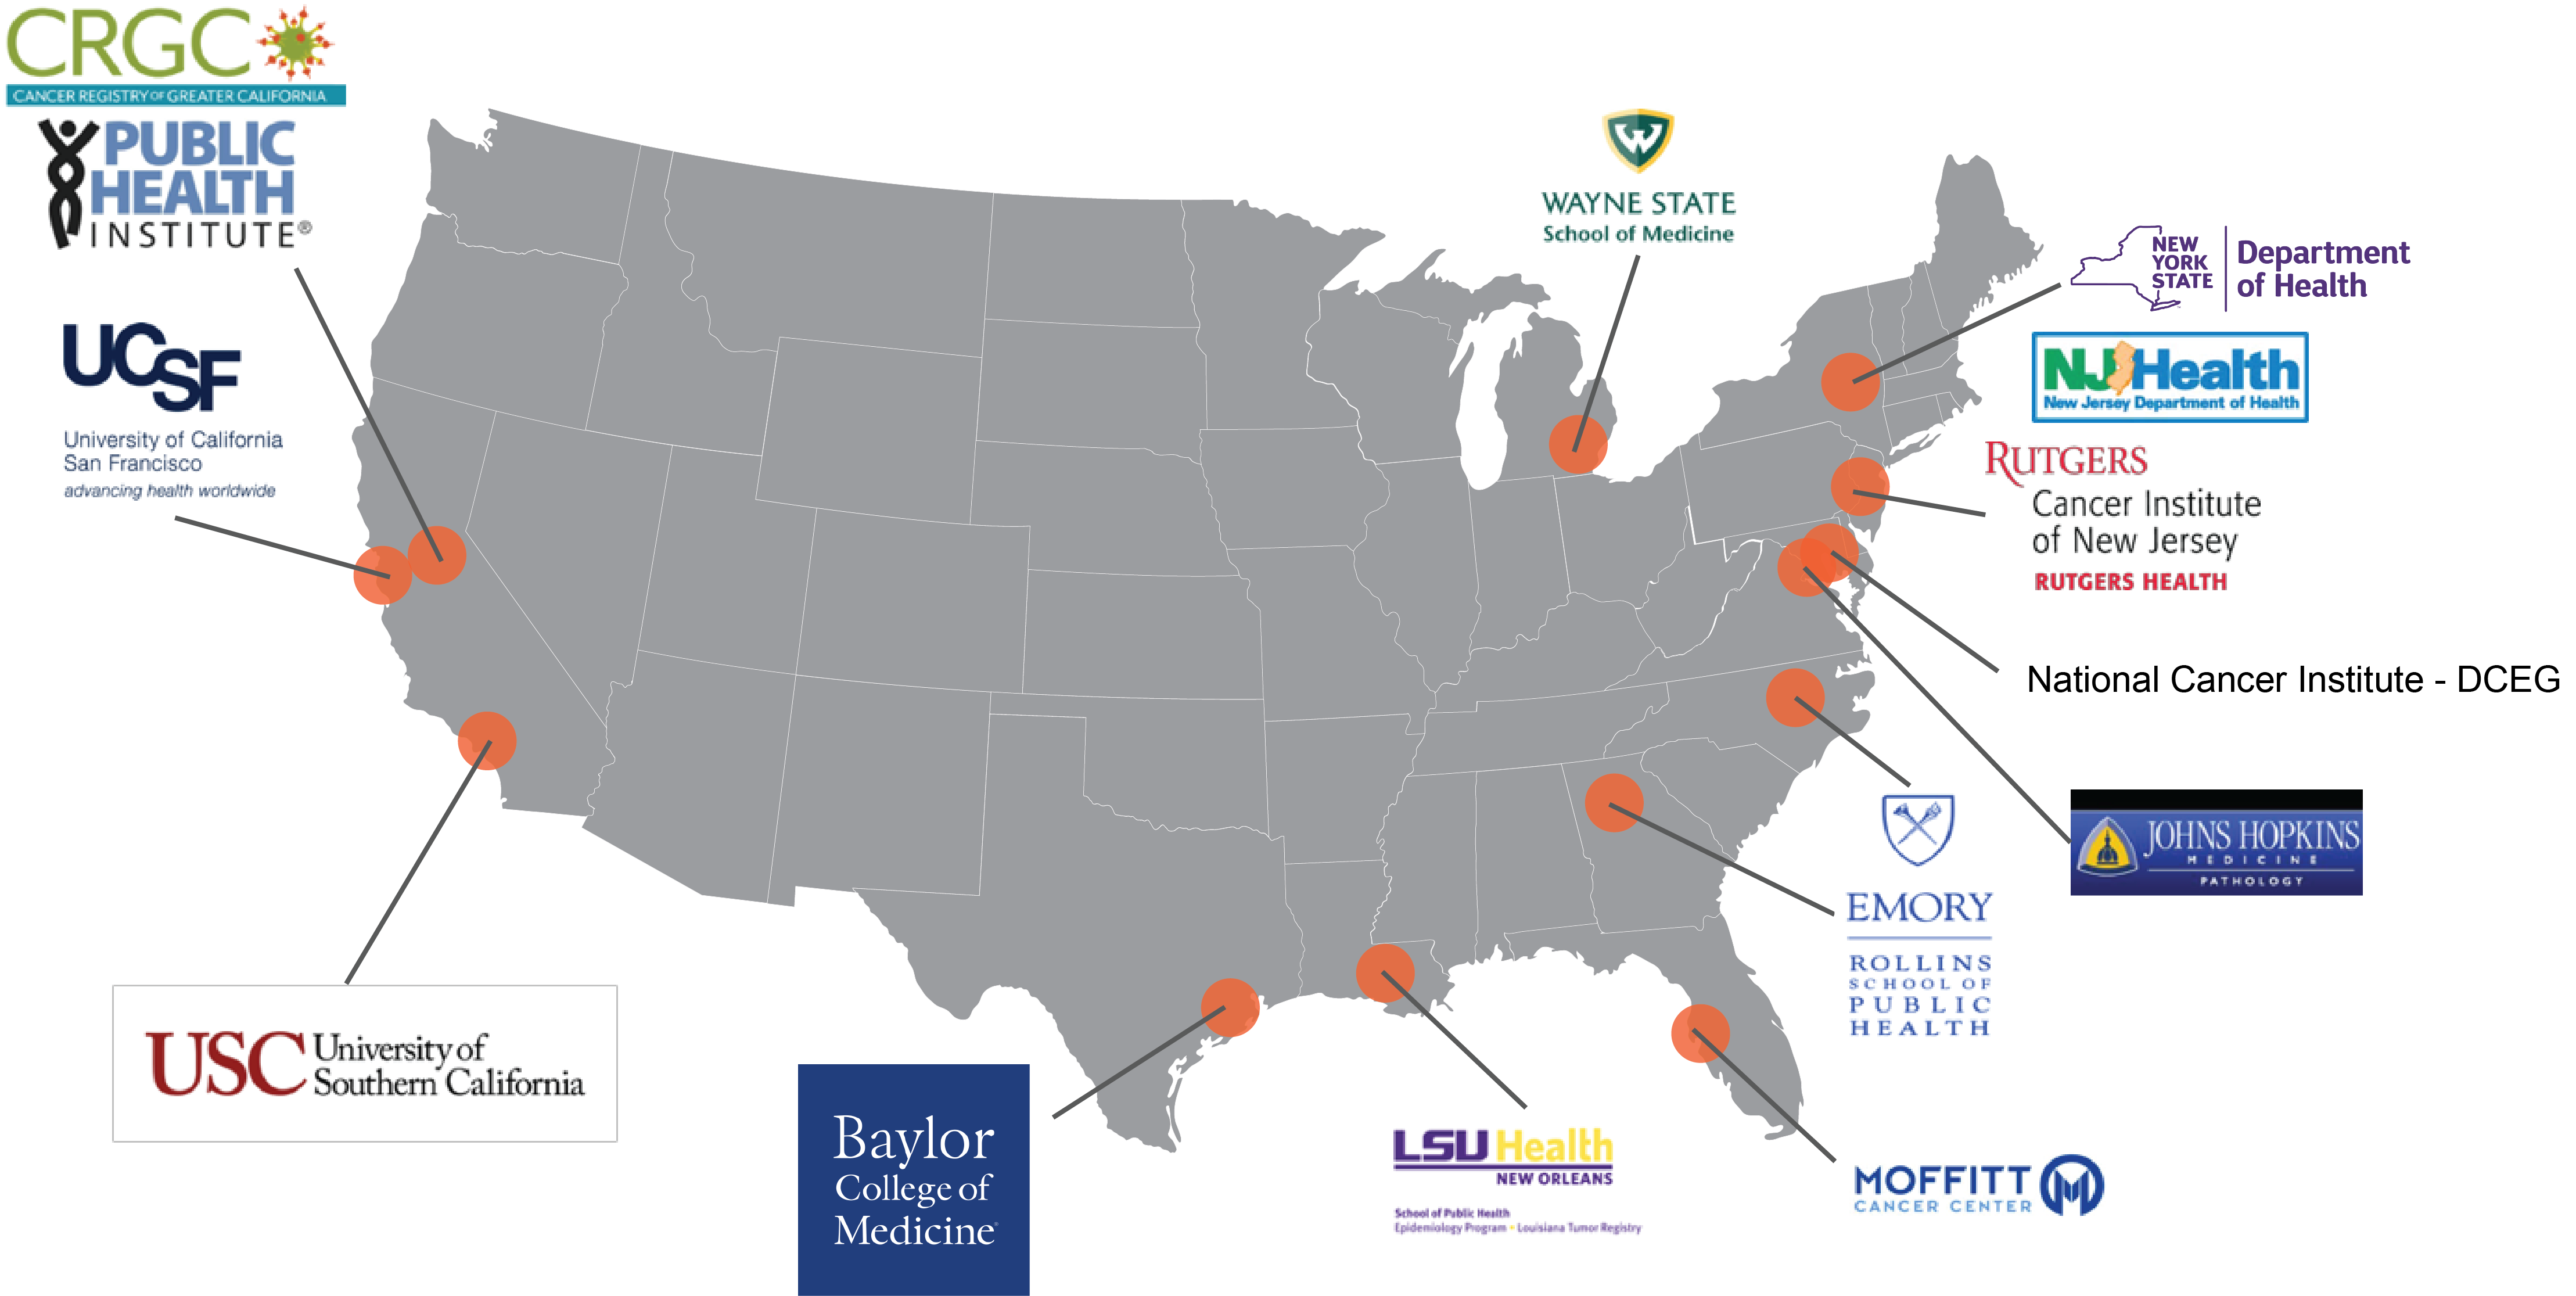 CRGC
CANCER REGISTRY OF GREATER CALIFORNIA
PUBLIC
HEALTH
INSTITUTE®
UCSF
University of California
San Francisco
advancing health worldwide
USC University of
Southern California
Baylor
College of
Medicine
WAYNE STATE
School of Medicine
NEW
YORK
STATE
Department
of Health
NJ Health
New Jersey Department of Health
RUTGERS
Cancer Institute
of New Jersey
RUTGERS HEALTH
National Cancer Institute - DCEG
JOHNS HOPKINS
MEDICINE
PATHOLOGY
EMORY
ROLLINS
SCHOOL OF
PUBLIC
HEALTH
LSU Health
NEW ORLEANS
School of Public Health
Epidemiology Program • Louisiana Tumor Registry
MOFFITT
CANCER CENTER